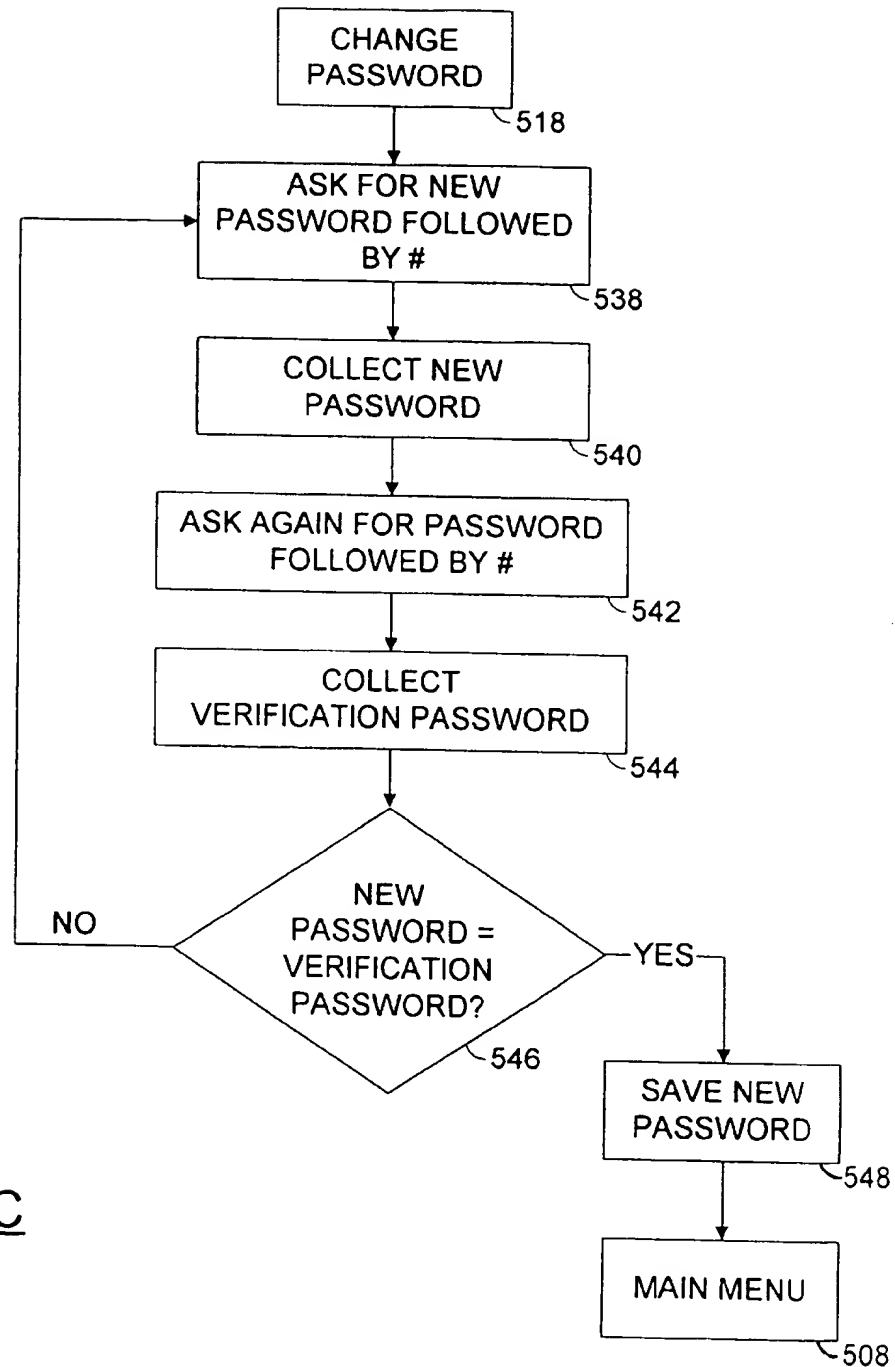 CHANGE
PASSWORD
518
ASK FOR NEW
PASSWORD FOLLOWED
BY #
538
COLLECT NEW
PASSWORD
540
ASK AGAIN FOR PASSWORD
FOLLOWED BY #
542
COLLECT
VERIFICATION PASSWORD
544
NEW
PASSWORD =
VERIFICATION
PASSWORD?
546
NO
YES
SAVE NEW
PASSWORD
548
MAIN MENU
508
C